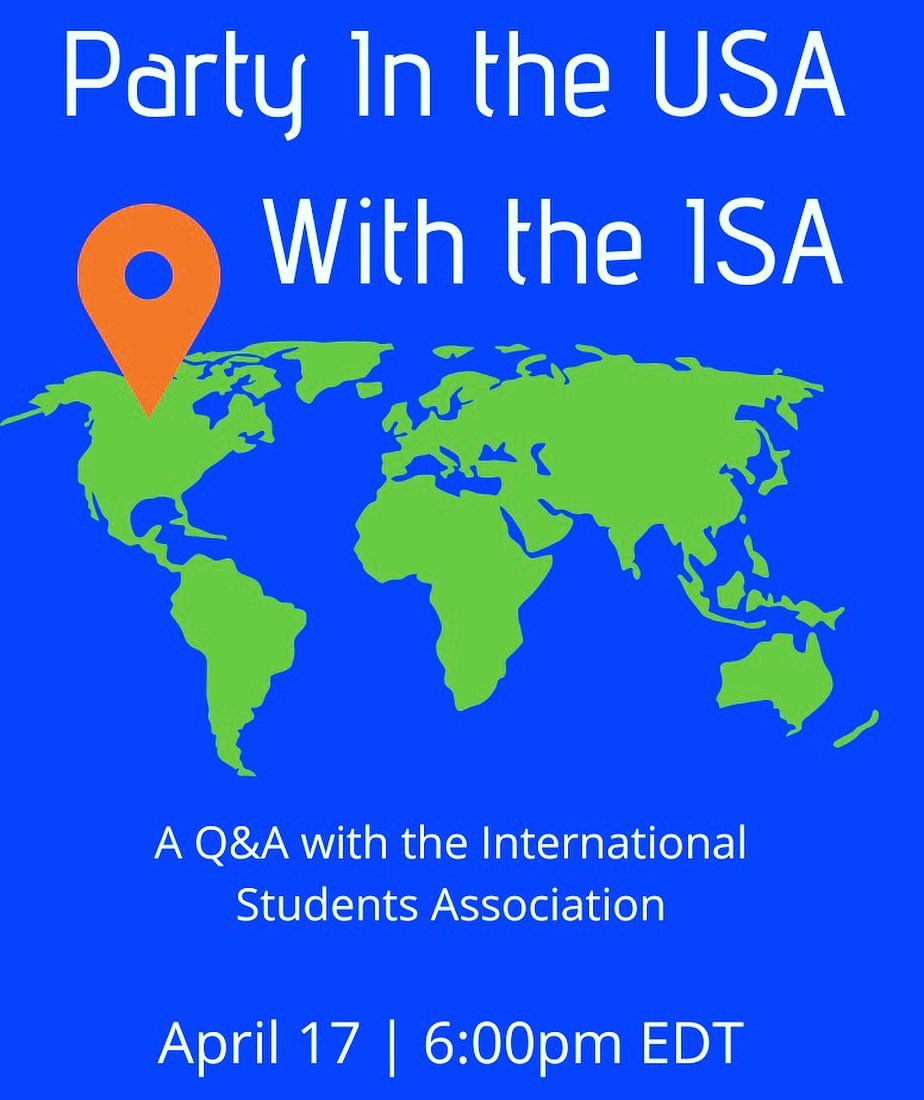 Party In the USA
With the ISA
A Q&A with the International
Students Association
April 17 | 6:00pm EDT